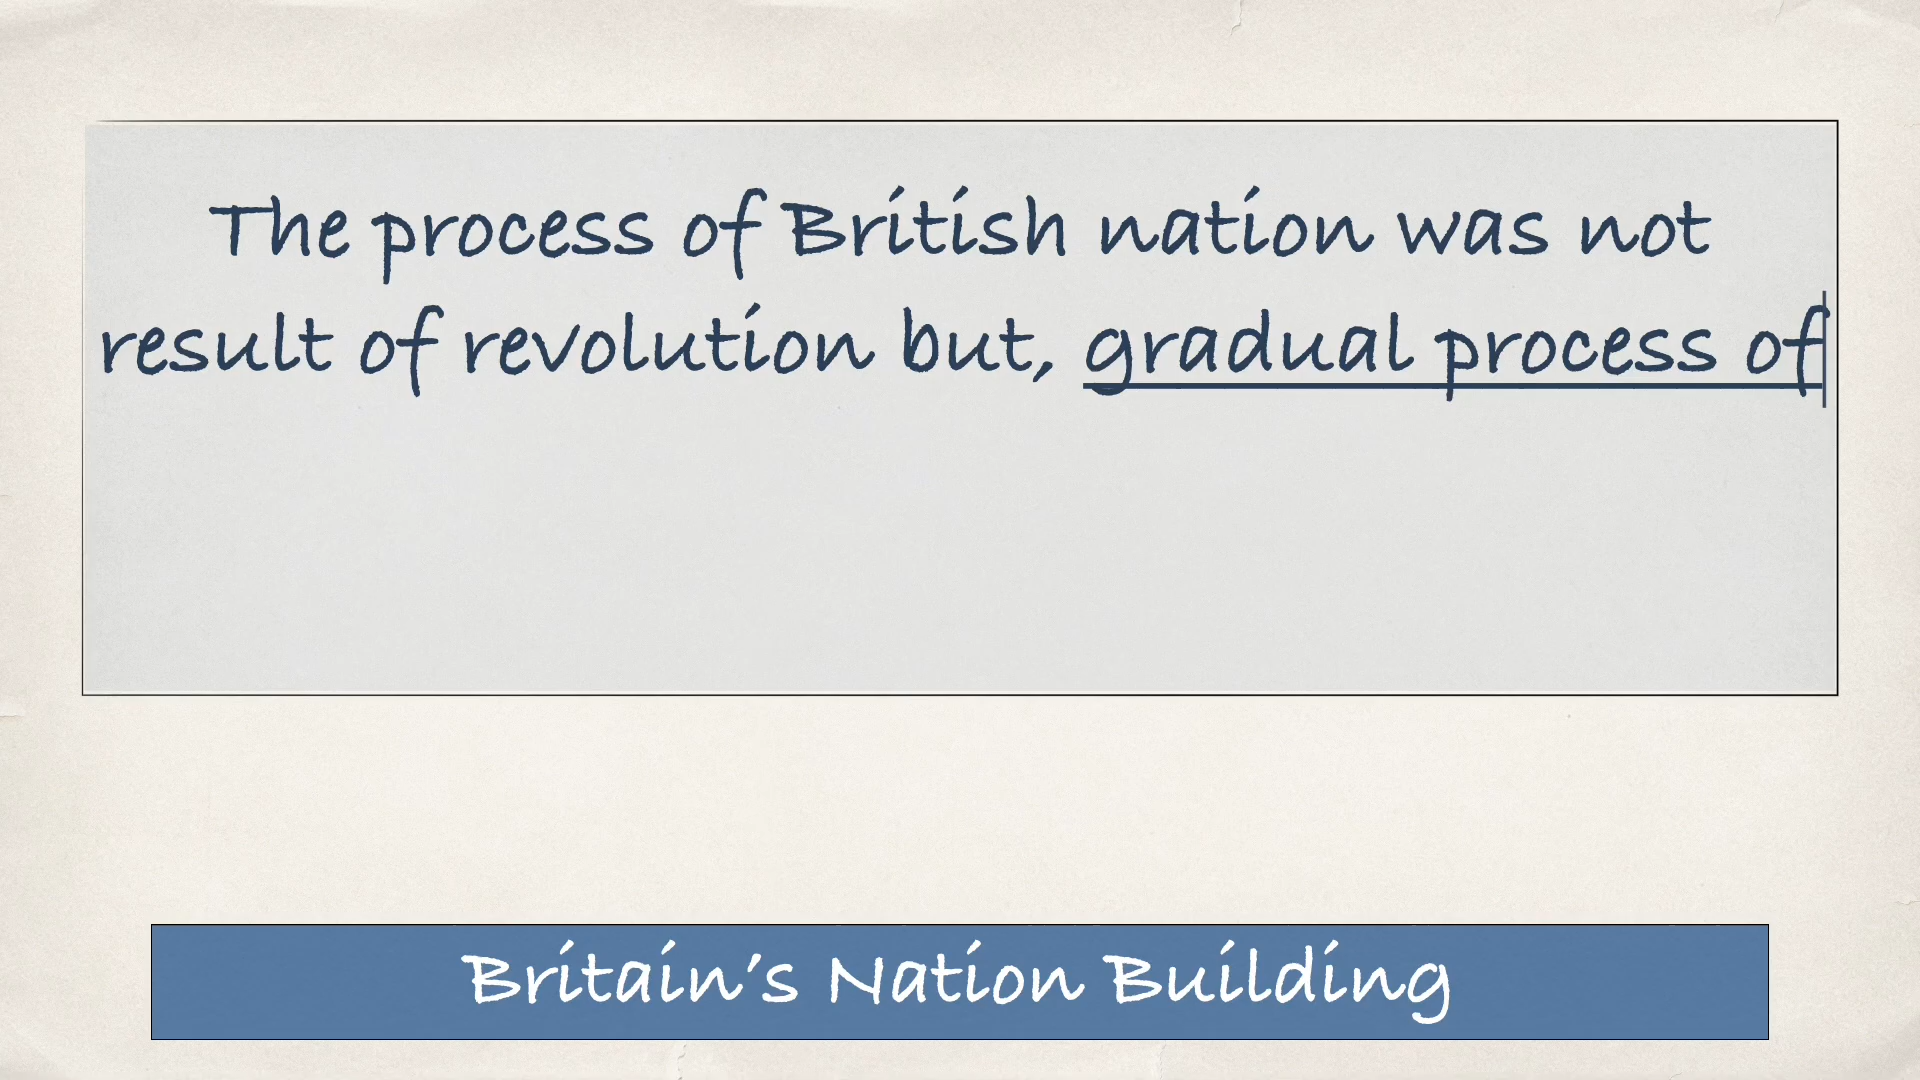 The process of British nation was not
result of revolution but, gradual process of
Britain's Nation Building